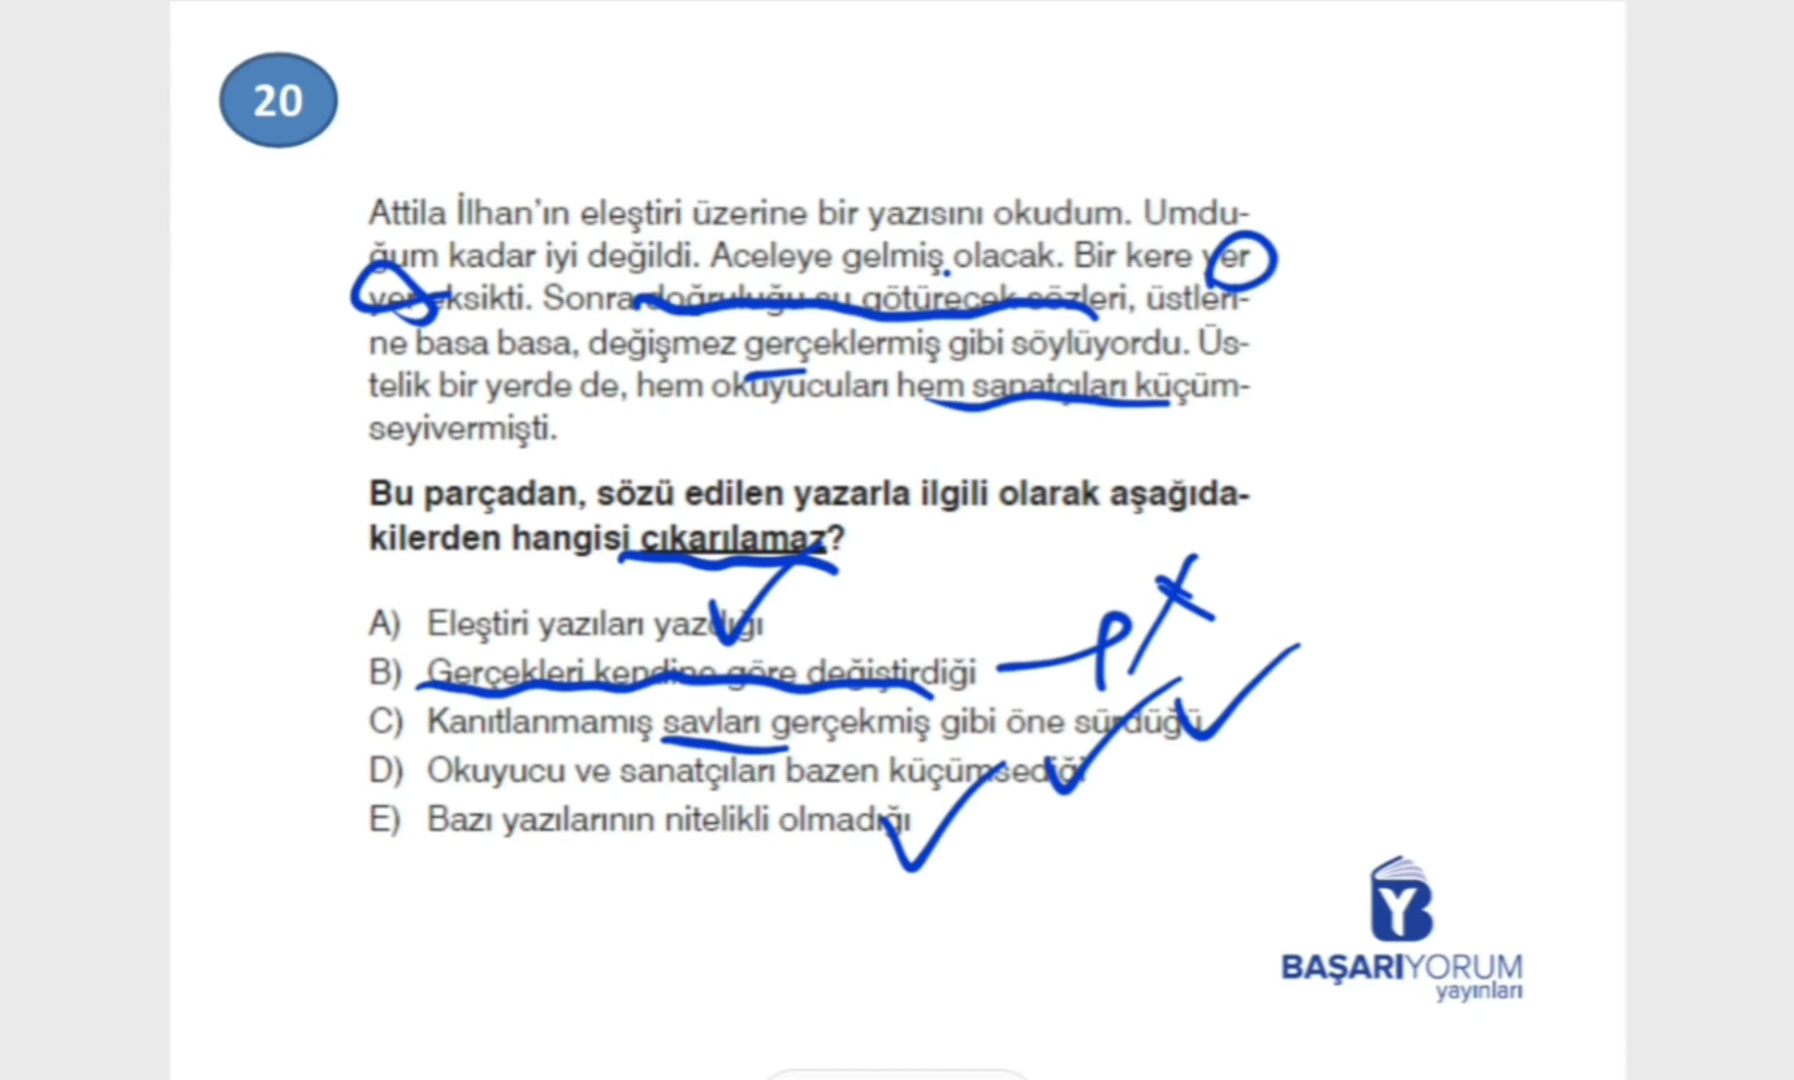 20
Attila İlhan'ın eleştiri üzerine bir yazısını okudum. Umdu-
ğum kadar iyi değildi. Aceleye gelmiş olacak. Bir kere yer
yer eksikti. Sonra doğruluğu su götürecek sözleri, üstleri-
ne basa basa, değişmez gerçeklermiş gibi söylüyordu. Üs-
telik bir yerde de, hem okuyucuları hem sanatçıları küçüm-
seyivermişti.
Bu parçadan, sözü edilen yazarla ilgili olarak aşağıda-
kilerden hangisi çıkarılamaz?
A) Eleştiri yazıları yazdığı
B) Gerçekleri kendine göre değiştirdiği
C) Kanıtlanmamış savları gerçekmiş gibi öne sürdüğü
D) Okuyucu ve sanatçıları bazen küçümsediği
E) Bazı yazılarının nitelikli olmadığı
BAŞARIYORUM
yayınları